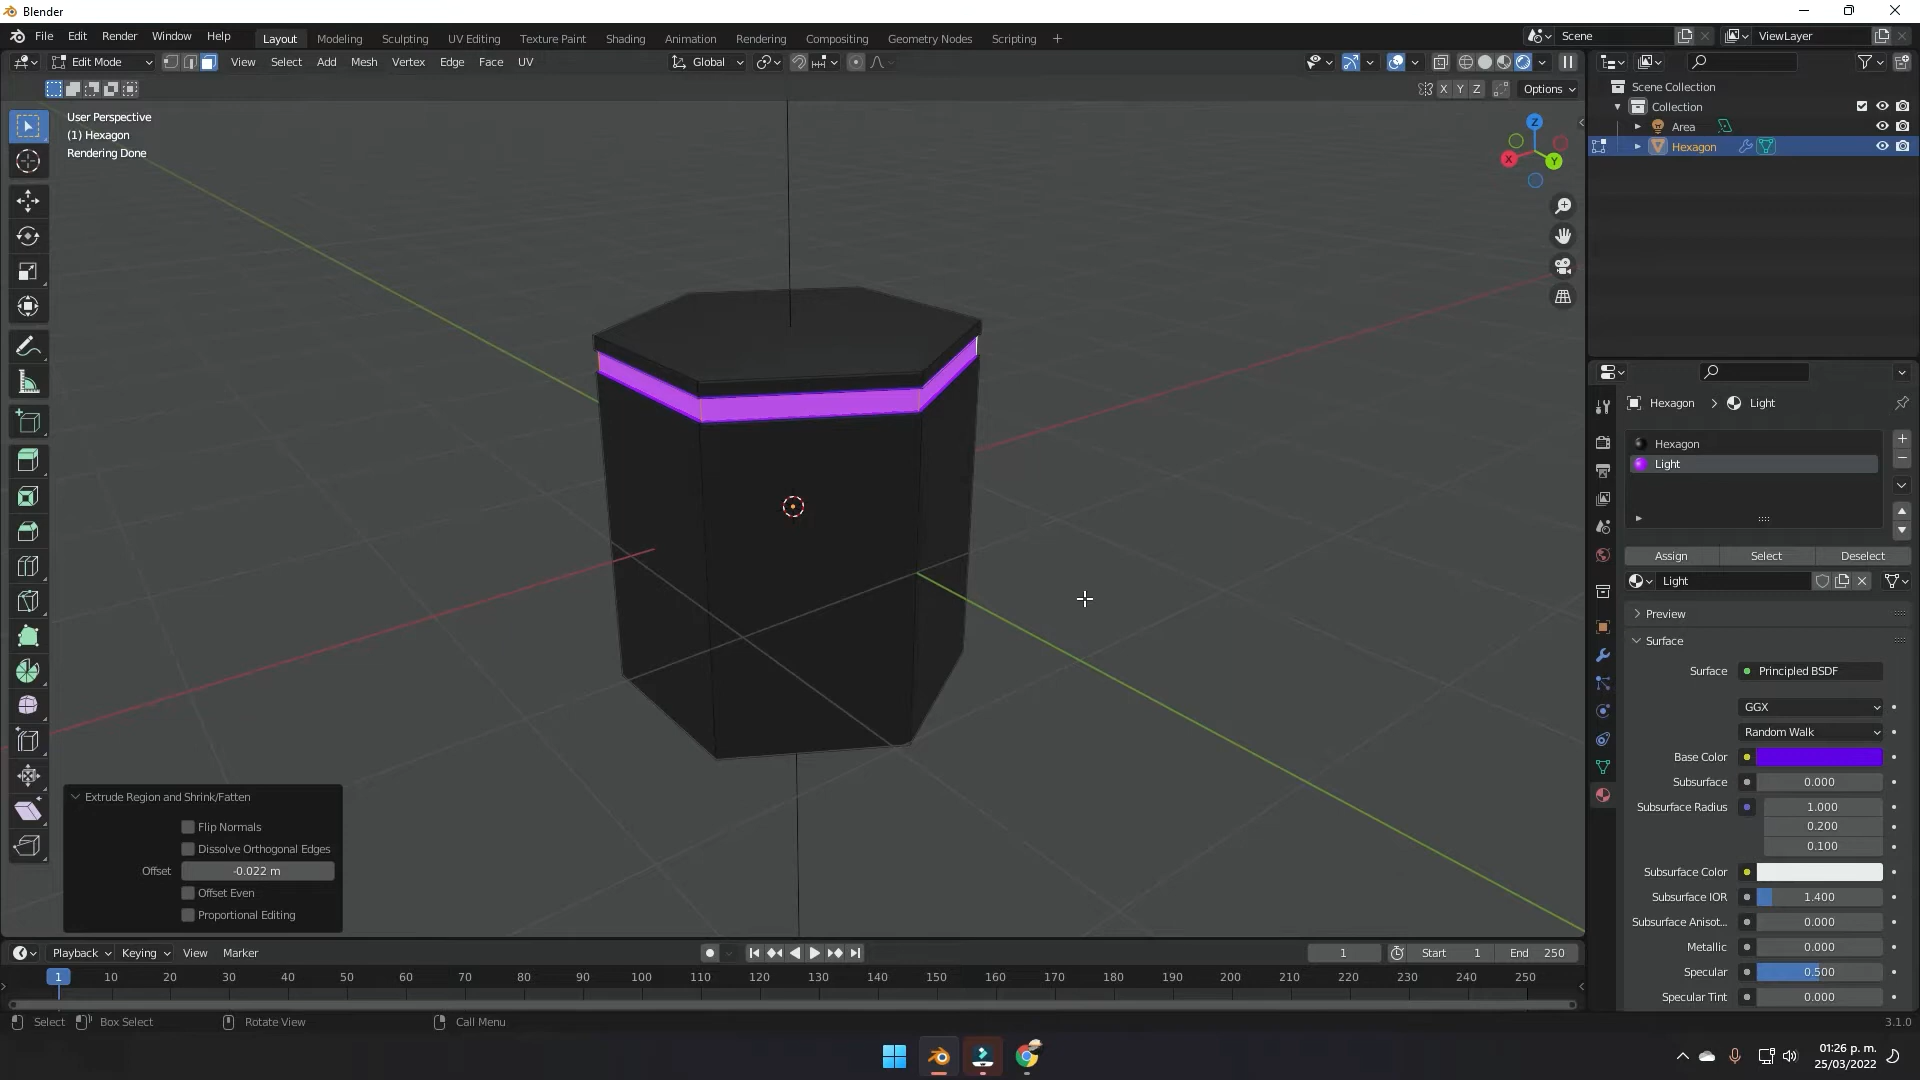 Blender
File Edit Render Window Help
Layout Modeling Sculpting UV Editing Texture Paint Shading Animation Rendering Compositing Geometry Nodes Scripting +
Scene ViewLayer
Edit Mode View Select Add Mesh Vertex Edge Face UV Global
X Y Z Options
User Perspective
(1) Hexagon
Rendering Done
Z
X Y
Scene Collection
Collection
Area
Hexagon
Hexagon > Light
Hexagon
Light
Assign Select Deselect
Light
Preview
Surface
Surface Principled BSDF
GGX
Random Walk
Base Color
Subsurface 0.000
Subsurface Radius 1.000
0.200
0.100
Subsurface Color
Subsurface IOR 1.400
Subsurface Anisot... 0.000
Metallic 0.000
Specular 0.500
Specular Tint 0.000
Extrude Region and Shrink/Fatten
Flip Normals
Dissolve Orthogonal Edges
Offset -0.022 m
Offset Even
Proportional Editing
Playback Keying View Marker
1 Start 1 End 250
1 10 20 30 40 50 60 70 80 90 100 110 120 130 140 150 160 170 180 190 200 210 220 230 240 250
Select Box Select Rotate View Call Menu 3.1.0
01:26 p. m.
25/03/2022